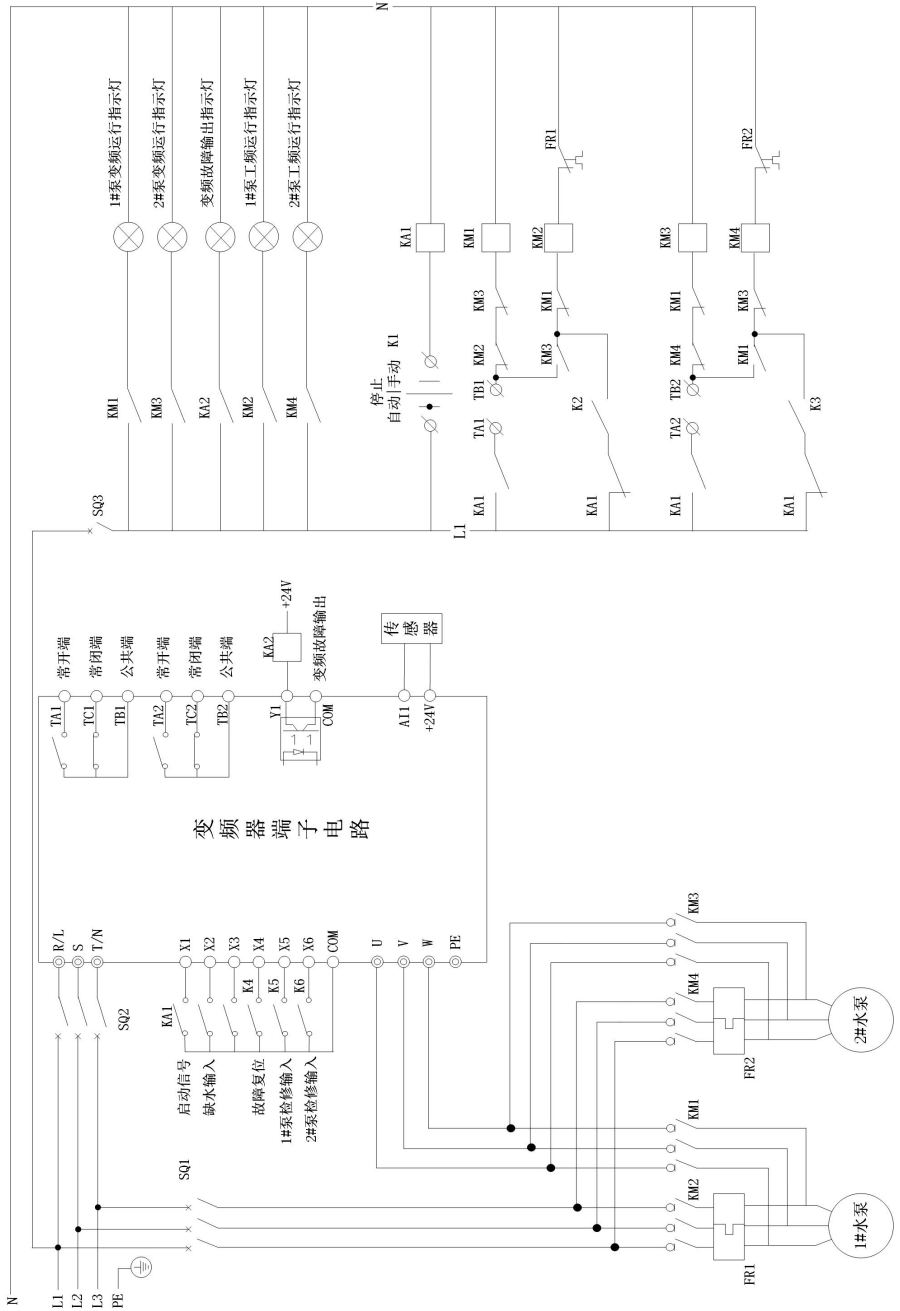 N
N
1#泵变频运行指示灯
2#泵变频运行指示灯
变频故障输出指示灯
1#泵工频运行指示灯
2#泵工频运行指示灯
KM1
KM3
KA2
KM2
KM4
SQ3
KA1
停止
自动|手动 K1
KM1
KM3
KM2
TB1
TA1
KA1
FR1
KM2
KM1
KM3
K2
KA1
KM3
KM1
KM4
TB2
TA2
KA1
FR2
KM4
KM3
KM1
K3
KA1
L1
变频器端子电路
TA1 常开端
TC1 常闭端
TB1 公共端
TA2 常开端
TC2 常闭端
TB2 公共端
Y1
KA2
+24V
COM
变频故障输出
AI1
+24V
传感器
R/L
S
T/N
SQ2
X1
X2
X3
X4
X5
X6
COM
KA1
K4
K5
K6
启动信号
缺水输入
故障复位
1#泵检修输入
2#泵检修输入
U
V
W
PE
SQ1
L1
L2
L3
PE
KM3
KM4
FR2
2#水泵
KM1
KM2
FR1
1#水泵